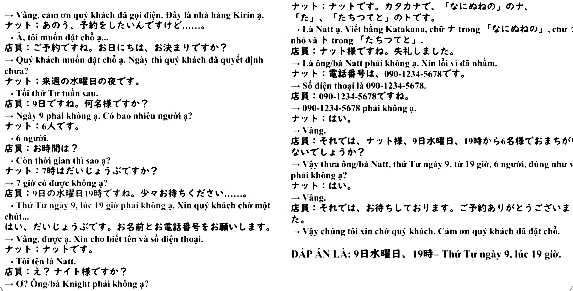 → Vâng, cảm ơn quý khách đã gọi điện. Đây là nhà hàng Kirin ạ.
ナット：あのう、予約をしたいんですけど……。
- À, tôi muốn đặt chỗ ạ...
店員：ご予約ですね。お日にちは、お決まりですか？
→ Quý khách muốn đặt chỗ ạ. Ngày thì quý khách đã quyết định
chưa?
ナット：来週の水曜日の夜です。
- Tối thứ Tư tuần sau.
店員：9日ですね。何名様ですか？
→ Ngày 9 phải không ạ. Có bao nhiêu người ạ?
ナット：6人です。
- 6 người.
店員：お時間は？
- Còn thời gian thì sao ạ?
ナット：7時はだいじょうぶですか？
→ 7 giờ có được không ạ?
店員：9日の水曜日19時ですね。少々お待ちください……。
- Thứ Tư ngày 9, lúc 19 giờ phải không ạ. Xin quý khách chờ một
chút...
はい、だいじょうぶです。お名前とお電話番号をお願いします。
→ Vâng, được ạ. Xin cho biết tên và số điện thoại.
ナット：ナットです。
- Tôi tên là Natt.
店員：え？ ナイト様ですか？
→ Ơ? Ông/bà Knight phải không ạ?
ナット：ナットです。カタカナで、「なにぬねの」のナ、
「た」、「たちつてと」のトです。
- Là Natt ạ. Viết bằng Katakana, chữ ナ trong 「なにぬねの」, chư
nhỏ và ト trong 「たちつてと」.
店員：ナット様ですね。失礼しました。
→ Là ông/bà Natt phải không ạ. Xin lỗi vì đã nhầm.
ナット：電話番号は、090-1234-5678です。
→ Số điện thoại là 090-1234-5678.
店員：090-1234-5678ですね。
→ 090-1234-5678 phải không ạ.
ナット：はい。
→ Vâng.
店員：それでは、ナット様、9日水曜日、19時から6名様でおまちが
ないでしょうか？
→ Vậy thưa ông/bà Natt, thứ Tư ngày 9, từ 19 giờ, 6 người, đúng như v
phải không ạ?
ナット：はい。
→ Vâng.
店員：それでは、お待ちしております。ご予約ありがとうございま
た。
→ Vậy chúng tôi xin chờ quý khách. Cảm ơn quý khách đã đặt chỗ.
ĐÁP ÁN LÀ: 9日水曜日、19時– Thứ Tư ngày 9, lúc 19 giờ.